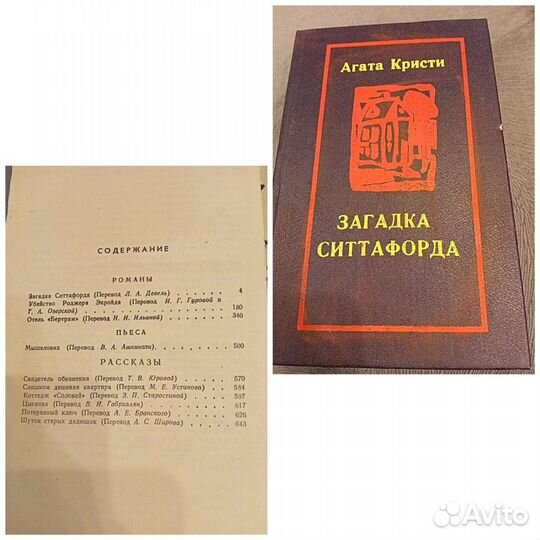 Агата Кристи
ЗАГАДКА
СИТТАФОРДА
СОДЕРЖАНИЕ
РОМАНЫ
Загадка Ситтафорда (Перевод Л. А. Девель) 4
Убийство Роджера Экройда (Перевод И. Г. Гуровой и
Т. А. Озерской) 180
Отель «Бертрам» (Перевод Н. И. Ильиной) 340
ПЬЕСА
Мышеловка (Перевод В. А. Ашкенази) 500
РАССКАЗЫ
Свидетель обвинения (Перевод Т. В. Юровой) 570
Слишком дешевая квартира (Перевод М. Е. Устинова) 584
Коттедж «Соловей» (Перевод З. П. Старостиной) 597
Цыганка (Перевод В. И. Габриэлян) 617
Потерянный ключ (Перевод А. Е. Бранского) 626
Шутки старых дядюшек (Перевод А. С. Широва) 643
Avito